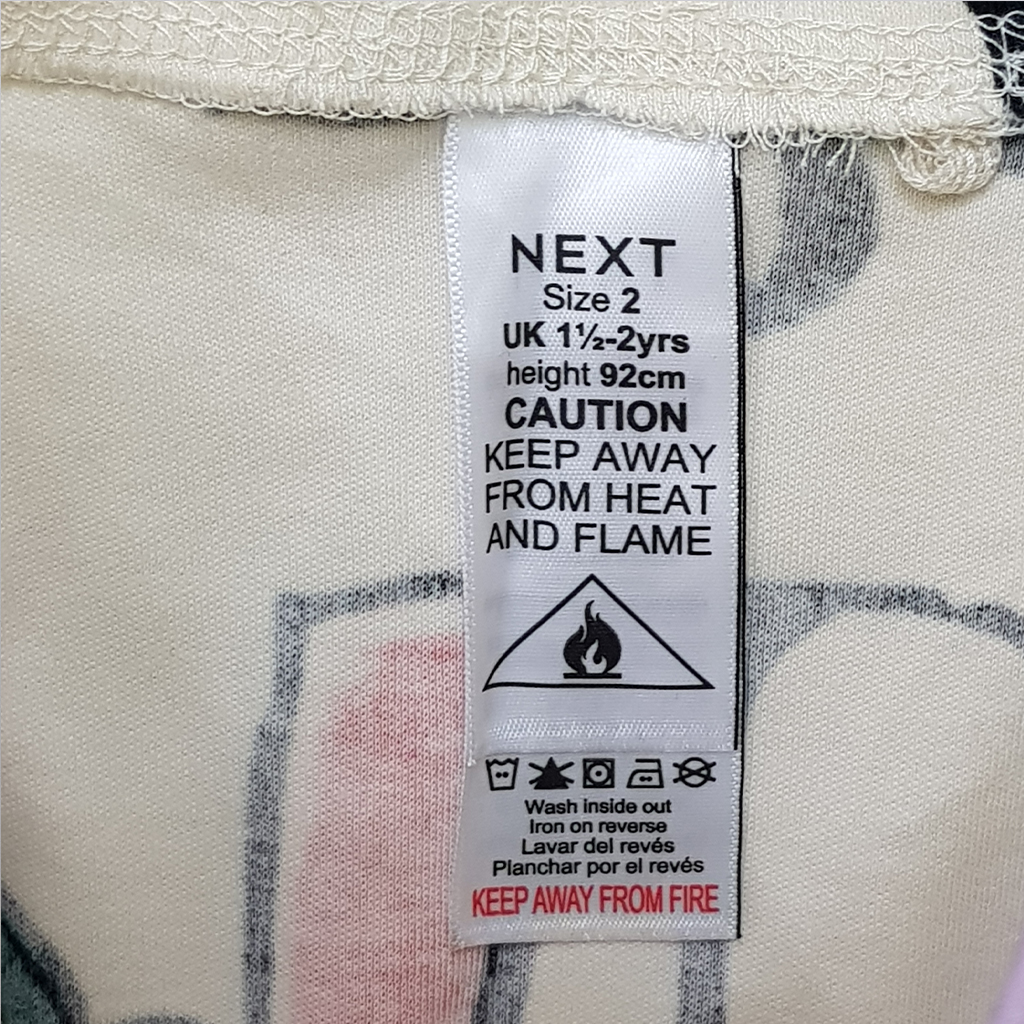 NEXT
Size 2
UK 1½-2yrs
height 92cm
CAUTION
KEEP AWAY
FROM HEAT
AND FLAME
Wash inside out
Iron on reverse
Lavar del revés
Planchar por el revés
KEEP AWAY FROM FIRE